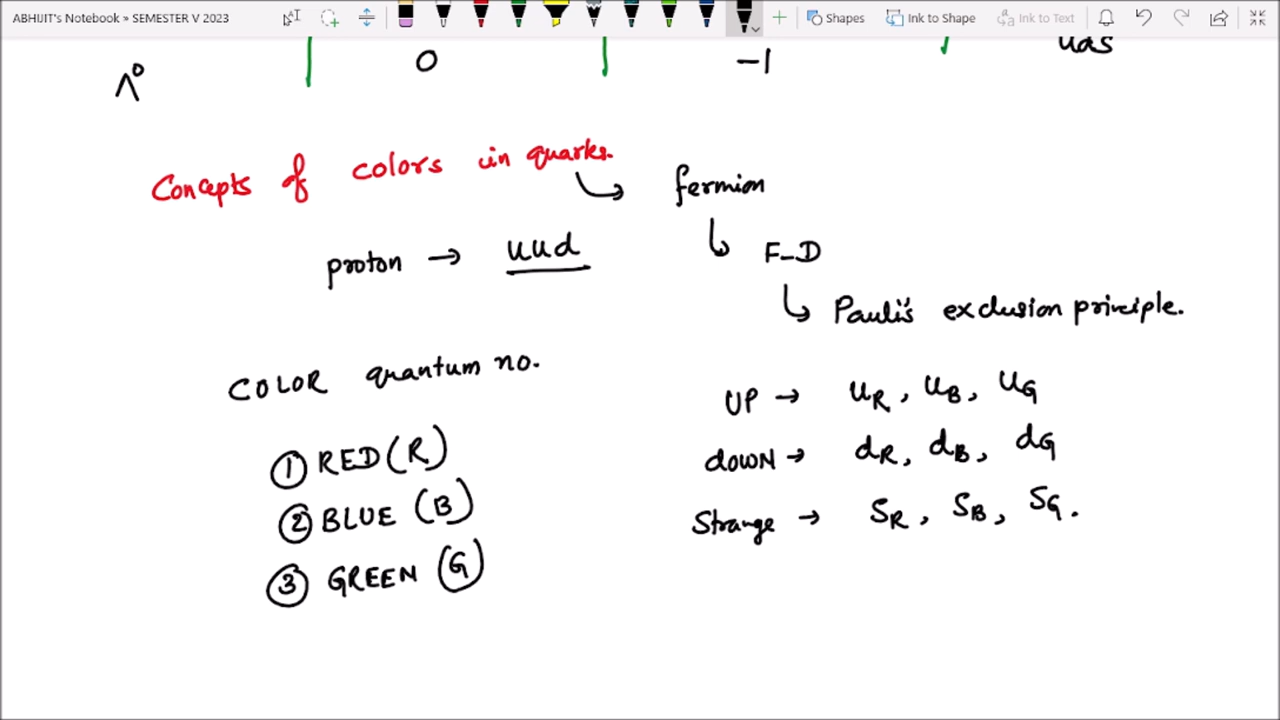 ABHIJIT's Notebook » SEMESTER V 2023
Shapes Ink to Shape Ink to Text
Λ⁰ 0 -1 uds
Concepts of colors in quarks. fermion
proton → uud F-D
Pauli's exclusion principle.
COLOR quantum no.
UP → uR, uB, uG
① RED (R) dOWN → dR, dB, dG
② BLUE (B) Strange → SR, SB, SG.
③ GREEN (G)